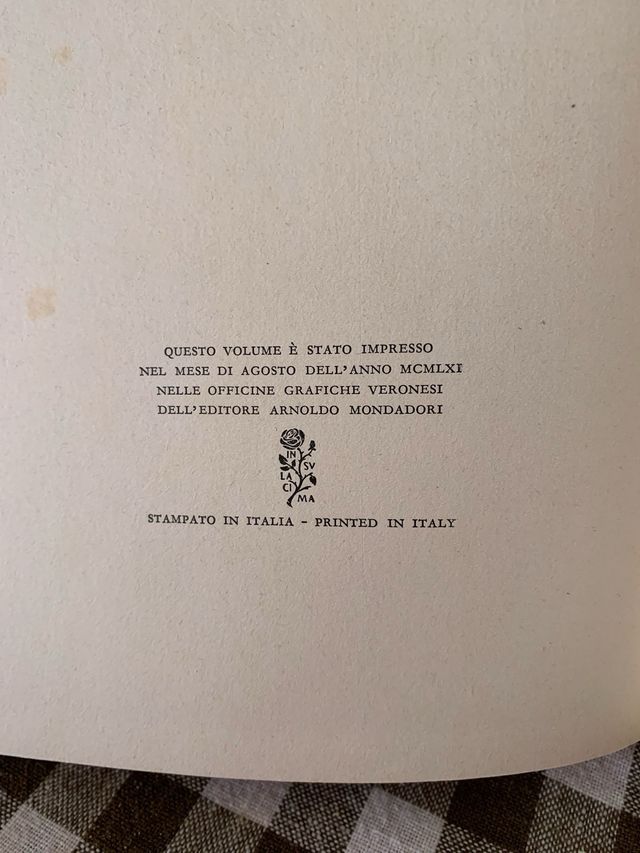 QUESTO VOLUME È STATO IMPRESSO
NEL MESE DI AGOSTO DELL'ANNO MCMLXI
NELLE OFFICINE GRAFICHE VERONESI
DELL'EDITORE ARNOLDO MONDADORI
IN
SV
LA
CI
MA
STAMPATO IN ITALIA - PRINTED IN ITALY